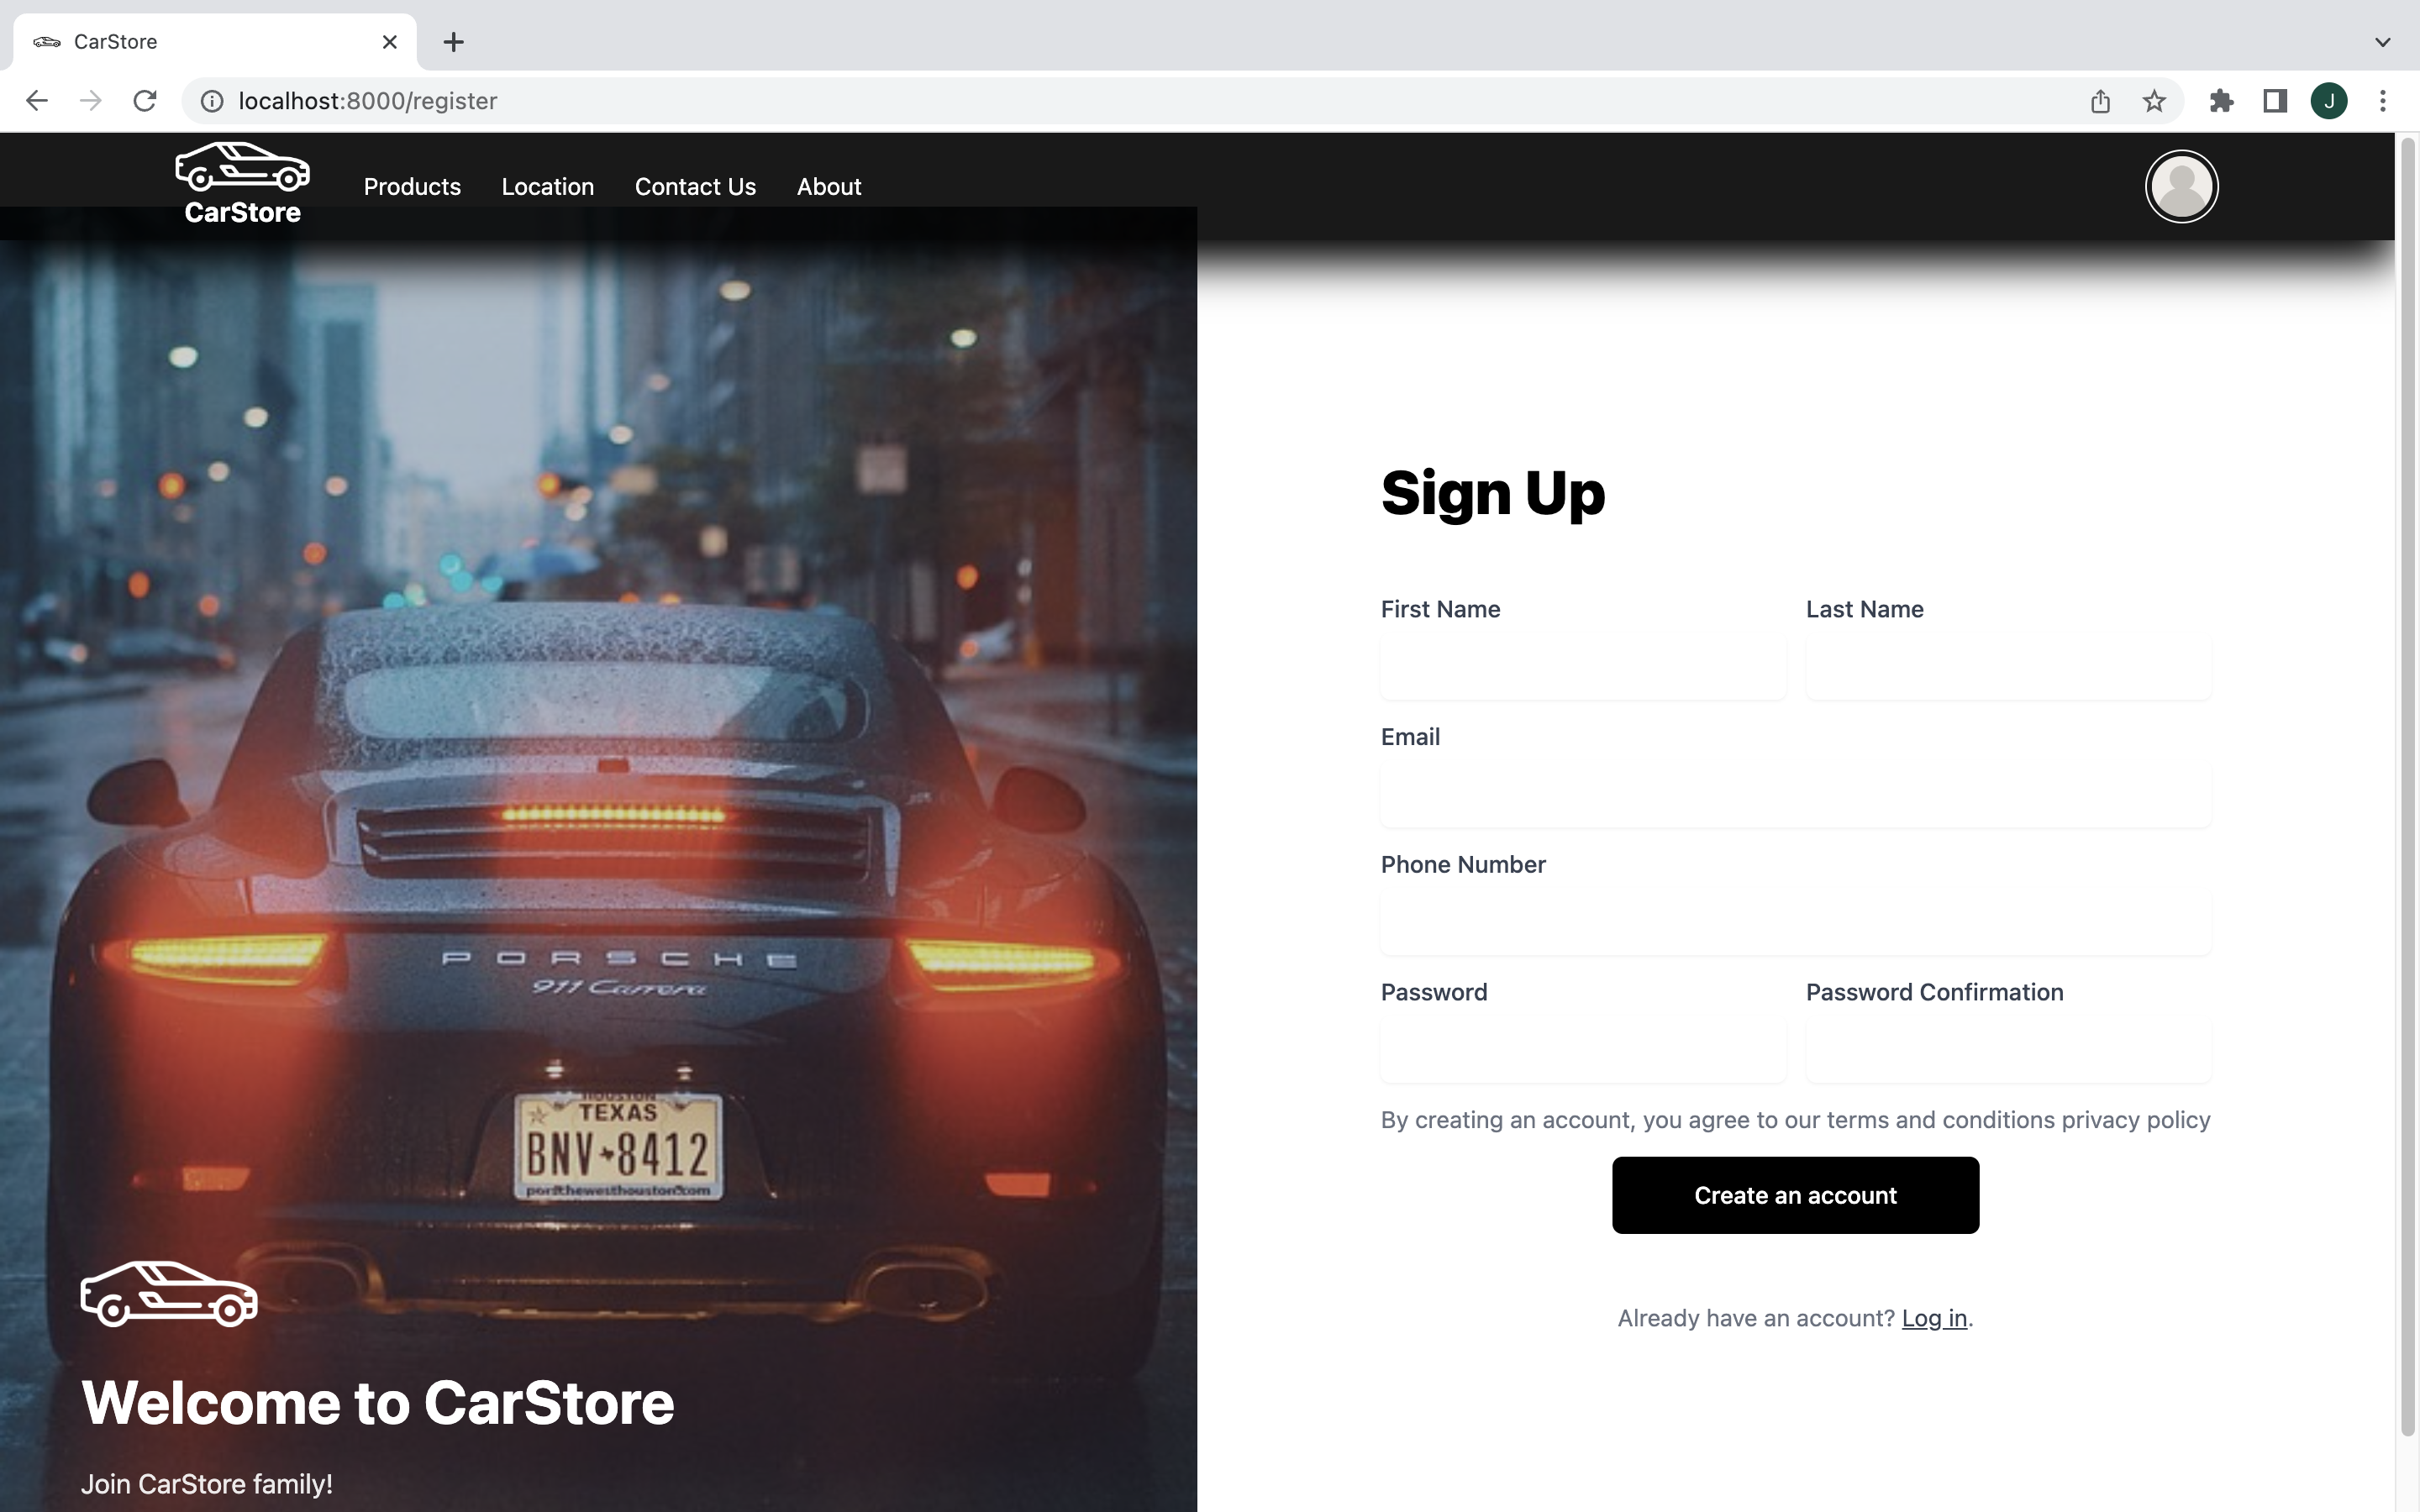 CarStore
localhost:8000/register
J
CarStore
Products Location Contact Us About
Sign Up
First Name Last Name
Email
Phone Number
Password Password Confirmation
By creating an account, you agree to our terms and conditions privacy policy
Create an account
Already have an account? Log in.
PORSCHE
911 Carrera
HOUSTON
TEXAS
BNV 8412
porschewesthouston.com
Welcome to CarStore
Join CarStore family!